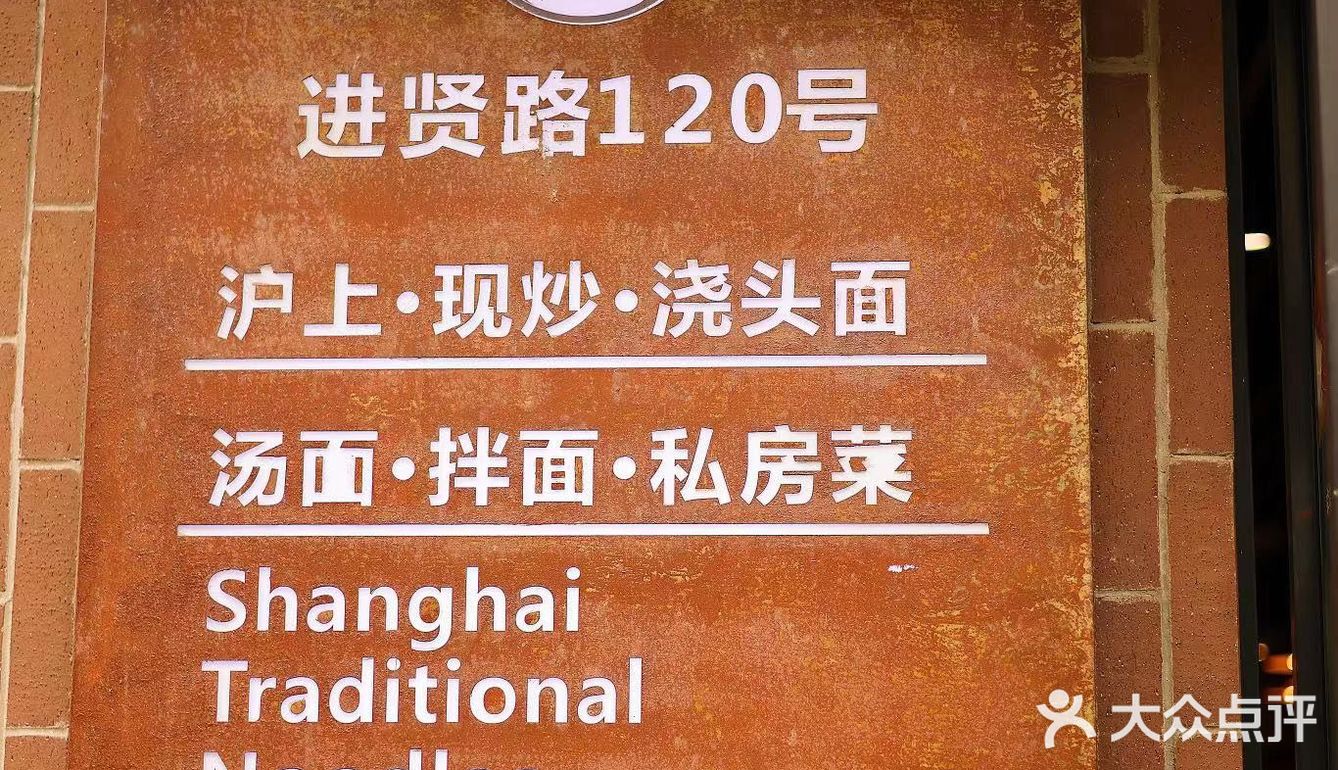 进贤路120号
沪上·现炒·浇头面
汤面·拌面·私房菜
Shanghai
Traditional
大众点评